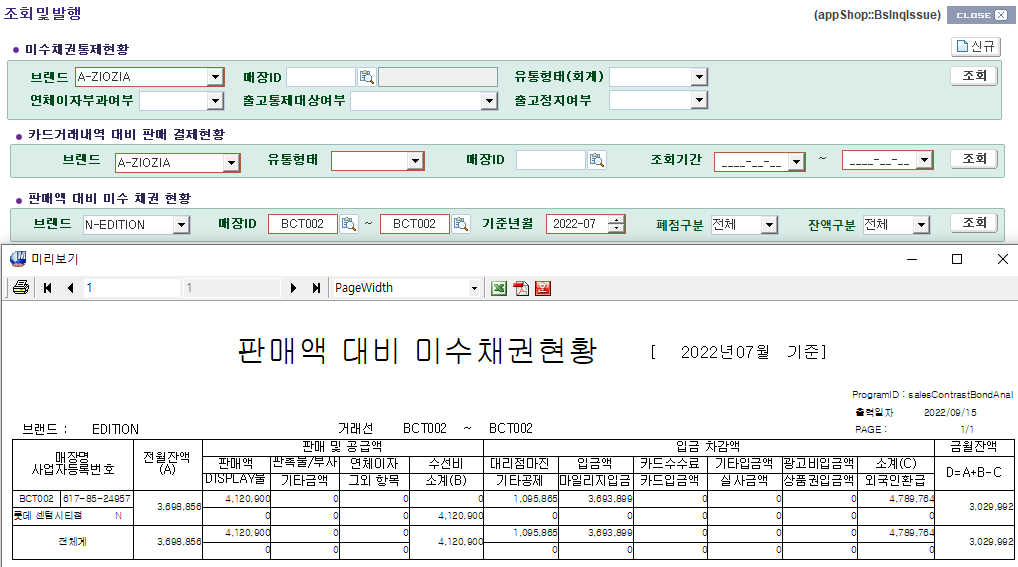 조회및발행 (appShop::BsInqIssue) CLOSE
미수채권통제현황 신규
브랜드 A-ZIOZIA 매장ID 유통형태(회계) 조회
연체이자부과여부 출고통제대상여부 출고정지여부
카드거래내역 대비 판매 결제현황
브랜드 A-ZIOZIA 유통형태 매장ID 조회기간 ____-__-__ ~ ____-__-__ 조회
판매액 대비 미수 채권 현황
브랜드 N-EDITION 매장ID BCT002 ~ BCT002 기준년월 2022-07 폐점구분 전체 잔액구분 전체 조회
미리보기
1 1 PageWidth
판매액 대비 미수채권현황 [ 2022년07월 기준]
ProgramID : salesContrastBondAnal
출력일자 2022/09/15
브랜드 : EDITION 거래선 BCT002 ~ BCT002 PAGE : 1/1
매장명 전월잔액 판매 및 공급액 입금 차감액 금월잔액
사업자등록번호 (A) 판매액 판촉물/부사 연체이자 수선비 대리점마진 입금액 카드수수료 기타입금액 광고비입금액 소계(C) D=A+B-C
DISPLAY물 기타금액 그외 항목 소계(B) 기타공제 마일리지입금 카드입금액 실사금액 상품권입금액 외국인환급
BCT002 617-85-24957 3,698,856 4,120,900 0 0 0 1,095,865 3,693,899 0 0 0 4,789,764 3,029,992
롯데 센텀시티점 N 0 0 0 4,120,900 0 0 0 0 0 0
전체계 3,698,856 4,120,900 0 0 0 1,095,865 3,693,899 0 0 0 4,789,764 3,029,992
0 0 0 4,120,900 0 0 0 0 0 0